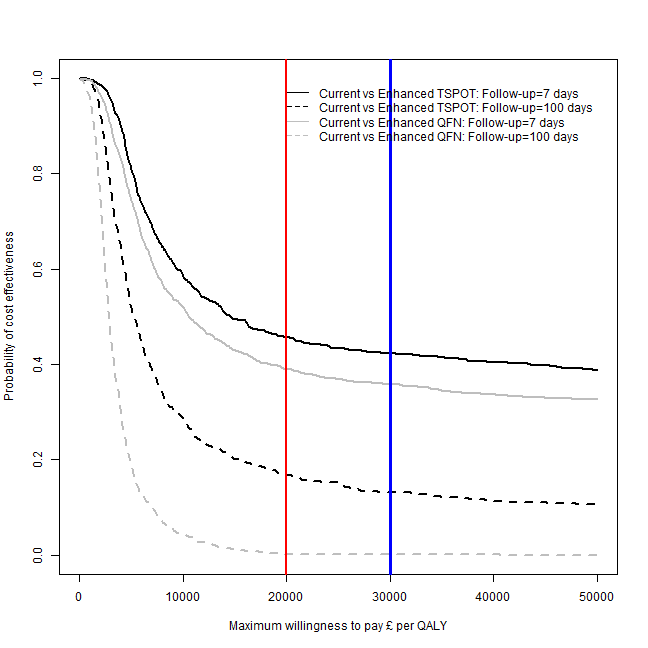 Current vs Enhanced TSPOT: Follow-up=7 days
Current vs Enhanced TSPOT: Follow-up=100 days
Current vs Enhanced QFN: Follow-up=7 days
Current vs Enhanced QFN: Follow-up=100 days
Probability of cost effectiveness
1.0
0.8
0.6
0.4
0.2
0.0
0 10000 20000 30000 40000 50000
Maximum willingness to pay £ per QALY